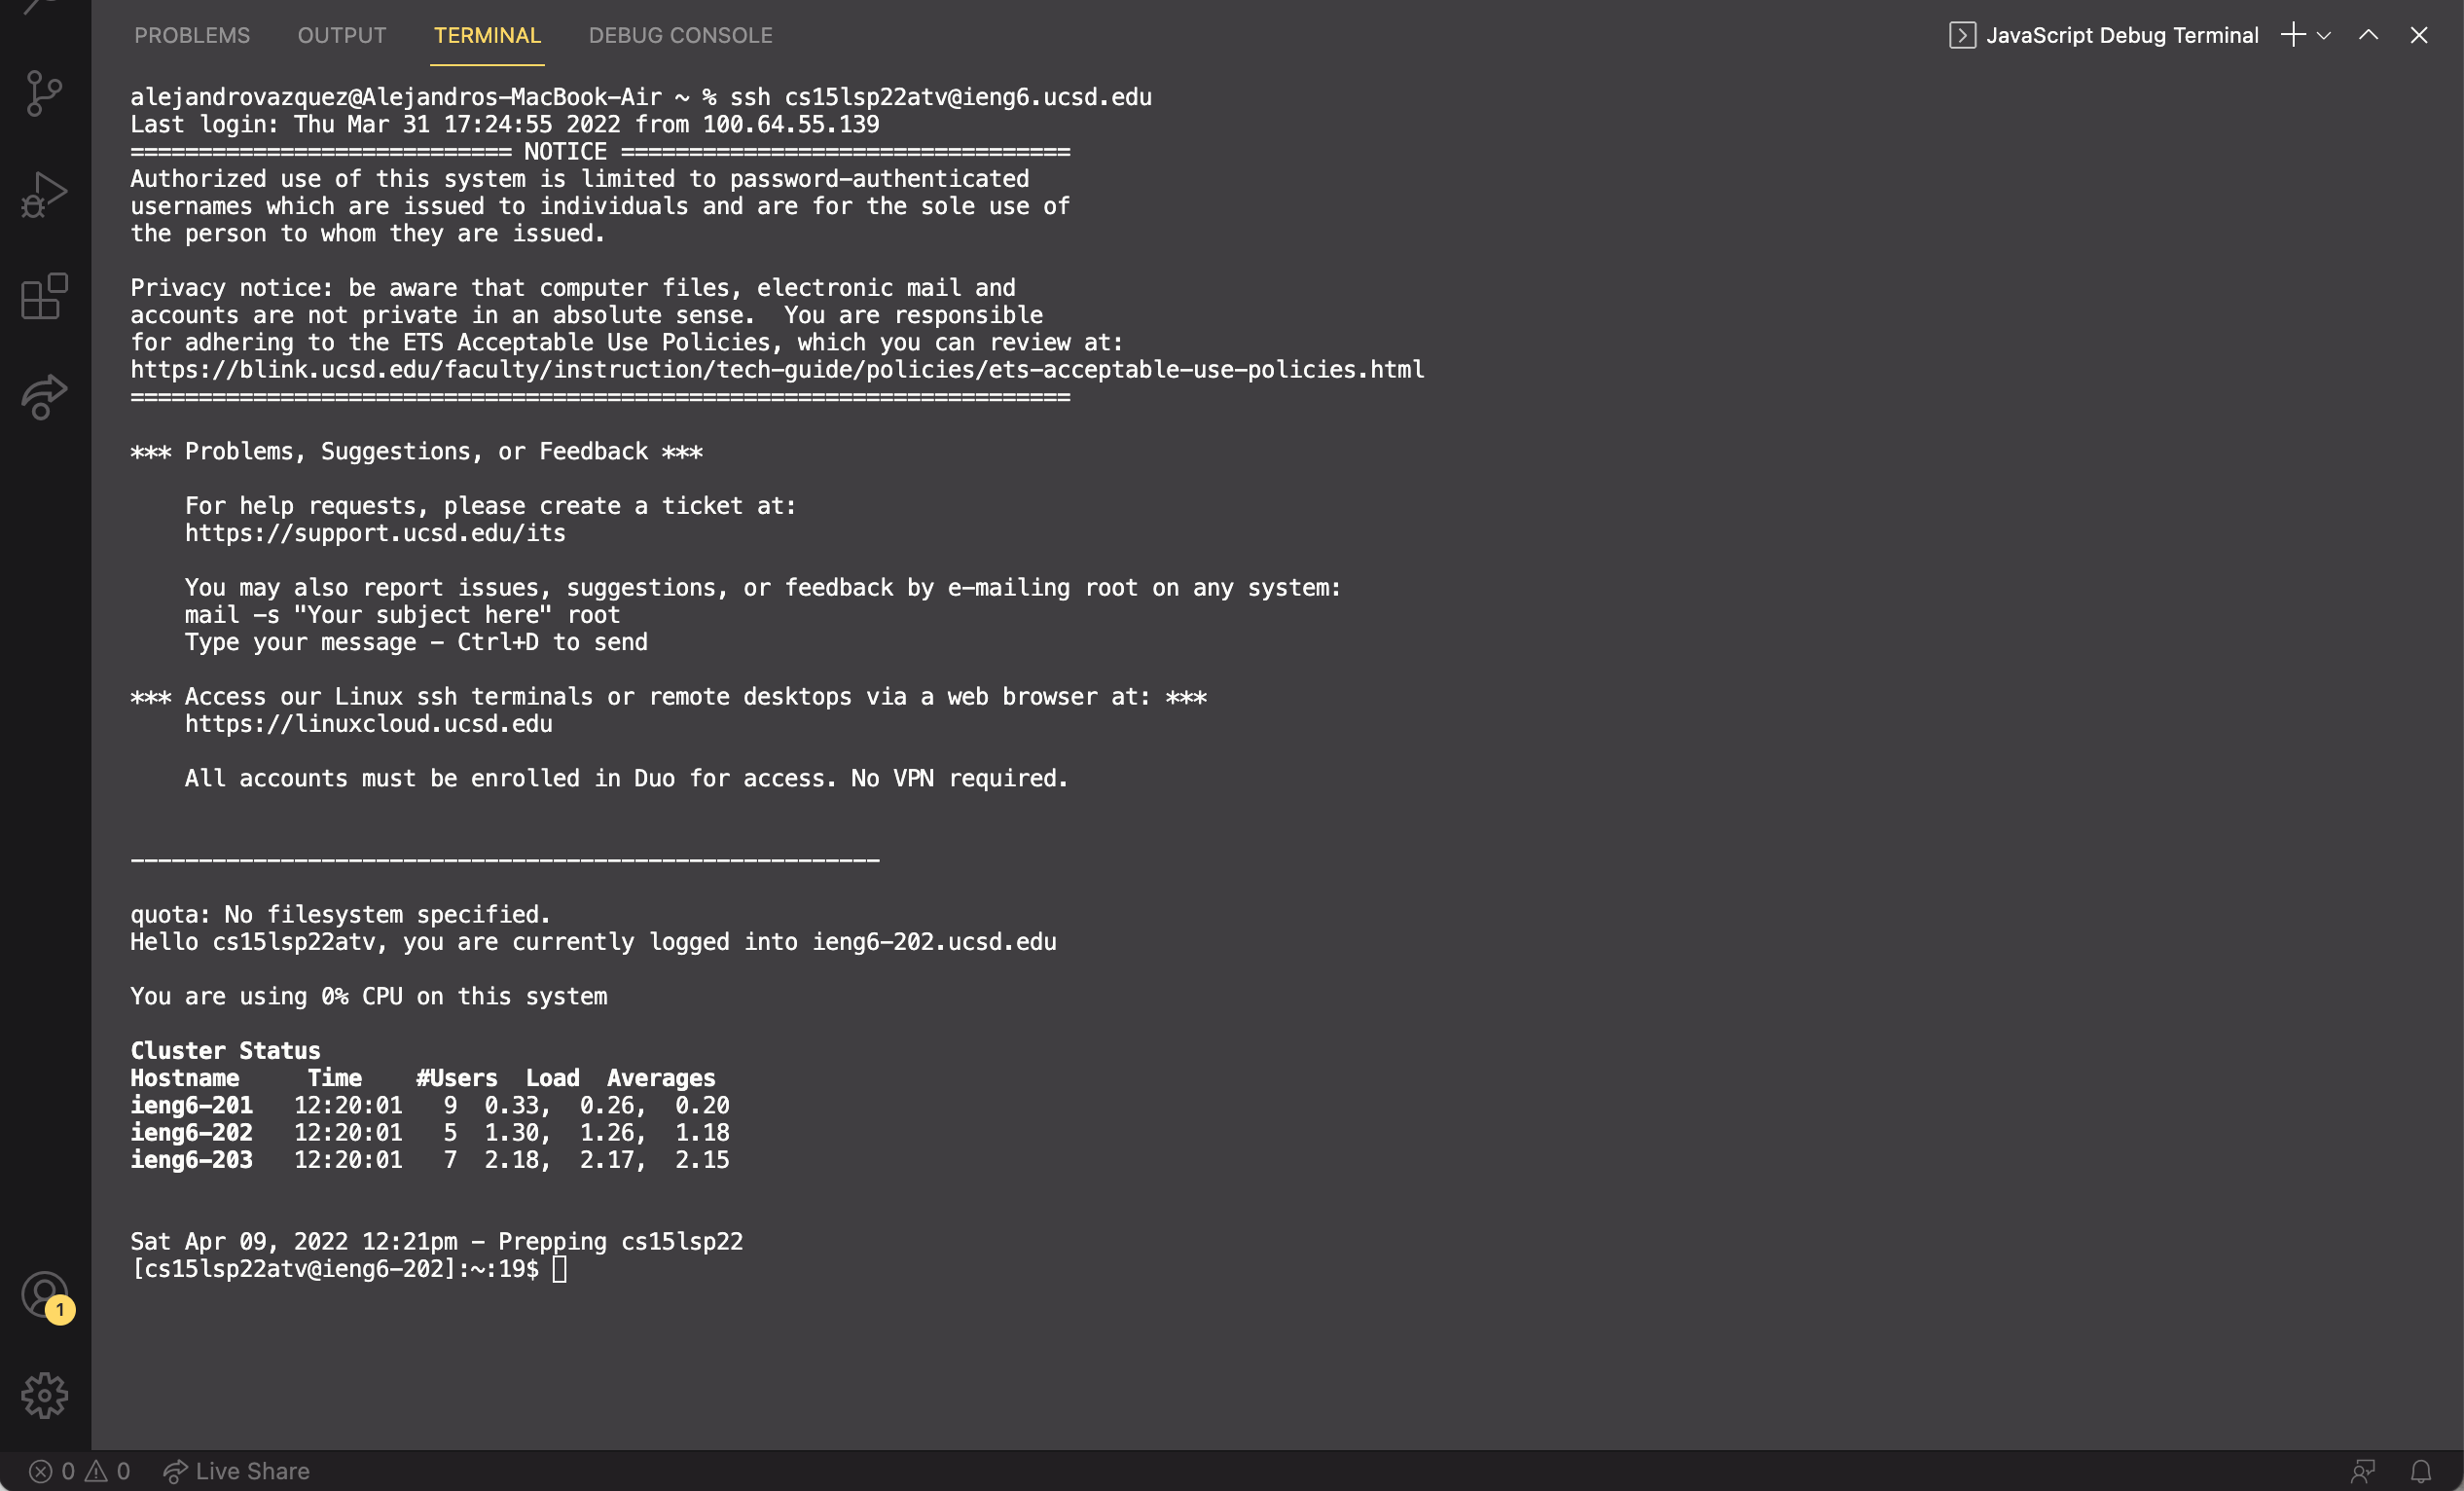 PROBLEMS OUTPUT TERMINAL DEBUG CONSOLE JavaScript Debug Terminal
alejandrovazquez@Alejandros-MacBook-Air ~ % ssh cs15lsp22atv@ieng6.ucsd.edu
Last login: Thu Mar 31 17:24:55 2022 from 100.64.55.139
============================ NOTICE =================================
Authorized use of this system is limited to password-authenticated
usernames which are issued to individuals and are for the sole use of
the person to whom they are issued.
Privacy notice: be aware that computer files, electronic mail and
accounts are not private in an absolute sense.  You are responsible
for adhering to the ETS Acceptable Use Policies, which you can review at:
https://blink.ucsd.edu/faculty/instruction/tech-guide/policies/ets-acceptable-use-policies.html
=====================================================================
*** Problems, Suggestions, or Feedback ***
For help requests, please create a ticket at:
https://support.ucsd.edu/its
You may also report issues, suggestions, or feedback by e-mailing root on any system:
mail -s "Your subject here" root
Type your message - Ctrl+D to send
*** Access our Linux ssh terminals or remote desktops via a web browser at: ***
https://linuxcloud.ucsd.edu
All accounts must be enrolled in Duo for access. No VPN required.
-------------------------------------------------------
quota: No filesystem specified.
Hello cs15lsp22atv, you are currently logged into ieng6-202.ucsd.edu
You are using 0% CPU on this system
Cluster Status
Hostname     Time    #Users  Load  Averages
ieng6-201   12:20:01   9  0.33,  0.26,  0.20
ieng6-202   12:20:01   5  1.30,  1.26,  1.18
ieng6-203   12:20:01   7  2.18,  2.17,  2.15
Sat Apr 09, 2022 12:21pm - Prepping cs15lsp22
[cs15lsp22atv@ieng6-202]:~:19$
1
0 0 Live Share